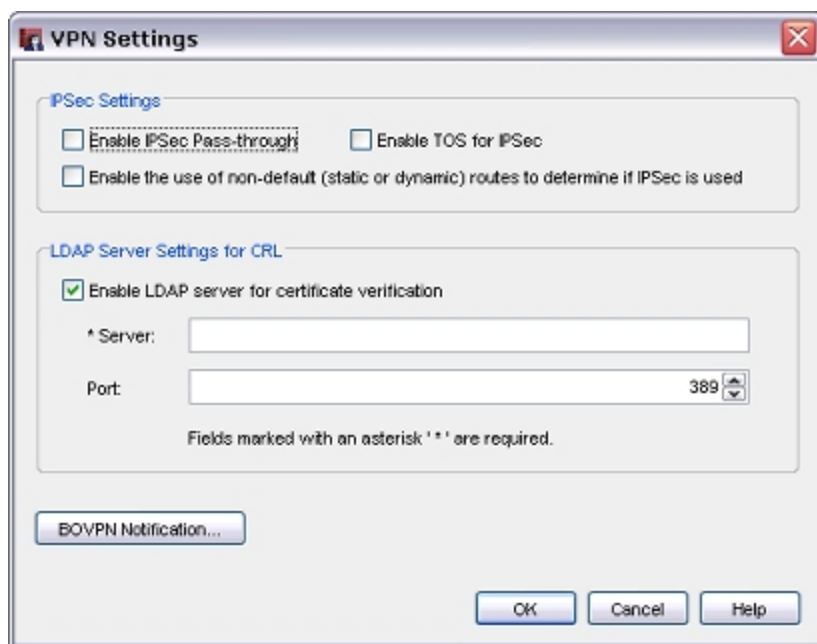 VPN Settings
IPSec Settings
Enable IPSec Pass-through Enable TOS for IPSec
Enable the use of non-default (static or dynamic) routes to determine if IPSec is used
LDAP Server Settings for CRL
Enable LDAP server for certificate verification
* Server:
Port: 389
Fields marked with an asterisk ' * ' are required.
BOVPN Notification...
OK Cancel Help